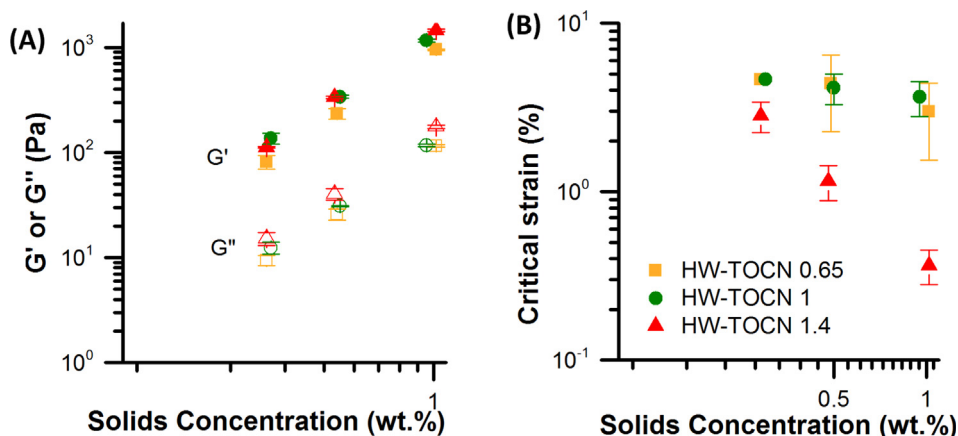 (A)
G' or G" (Pa)
10³
10²
10¹
10⁰
G'
G"
1
Solids Concentration (wt.%)
(B)
Critical strain (%)
10¹
10⁰
10⁻¹
HW-TOCN 0.65
HW-TOCN 1
HW-TOCN 1.4
0.5 1
Solids Concentration (wt.%)